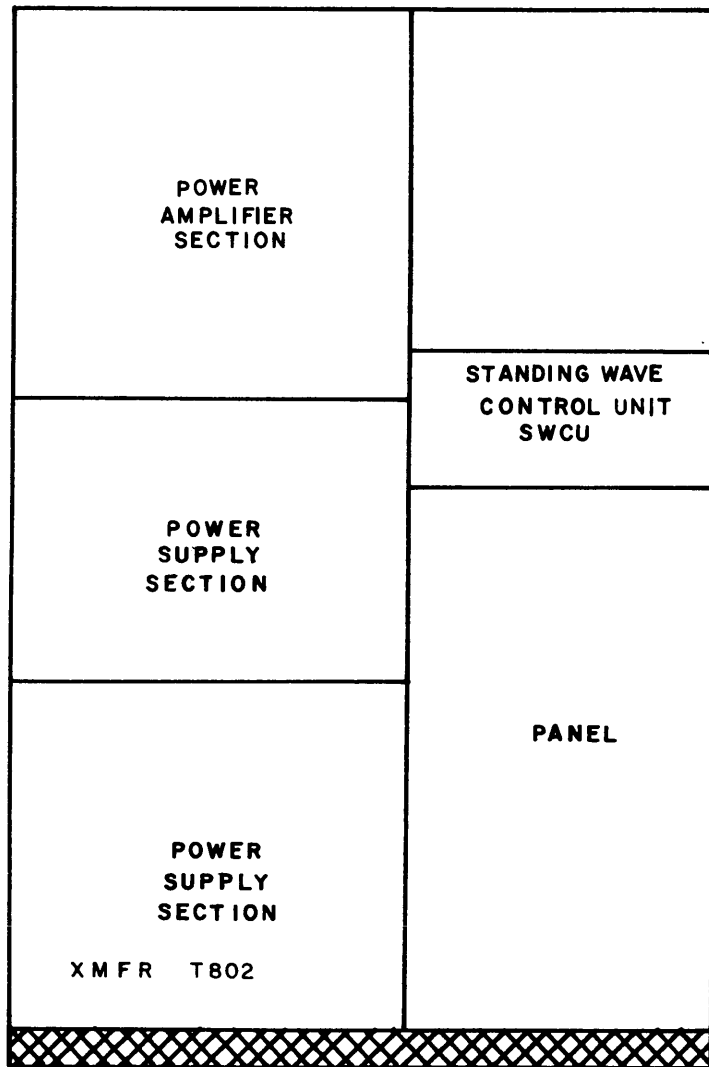 POWER
AMPLIFIER
SECTION
STANDING WAVE
CONTROL UNIT
SWCU
POWER
SUPPLY
SECTION
PANEL
POWER
SUPPLY
SECTION
XMFR T802